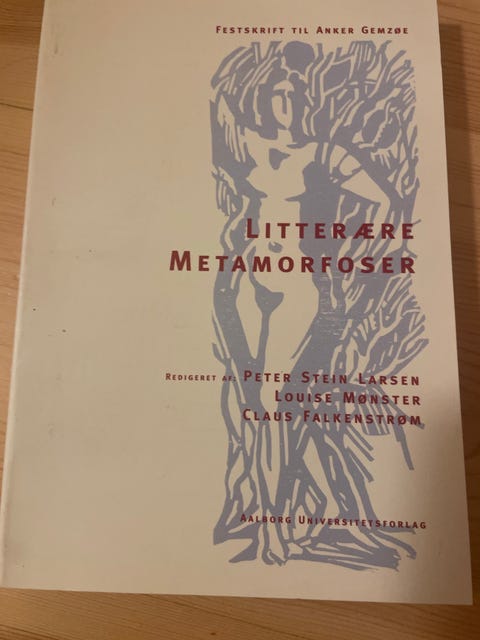 FESTSKRIFT TIL ANKER GEMZØE
LITTERÆRE
METAMORFOSER
REDIGERET AF: PETER STEIN LARSEN
LOUISE MØNSTER
CLAUS FALKENSTRØM
AALBORG UNIVERSITETSFORLAG